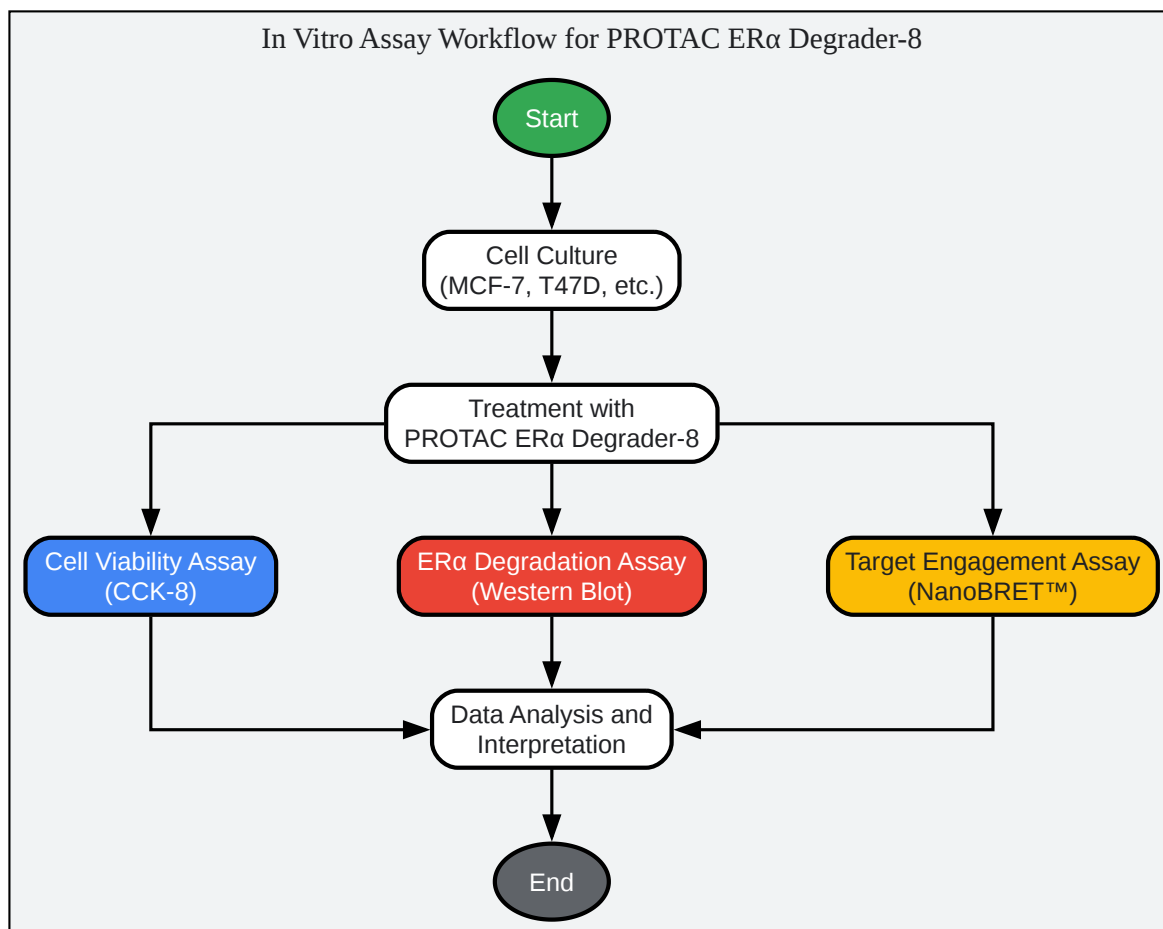 In Vitro Assay Workflow for PROTAC ERα Degrader-8
Start
Cell Culture
(MCF-7, T47D, etc.)
Treatment with
PROTAC ERα Degrader-8
Cell Viability Assay
(CCK-8)
ERα Degradation Assay
(Western Blot)
Target Engagement Assay
(NanoBRET™)
Data Analysis and
Interpretation
End